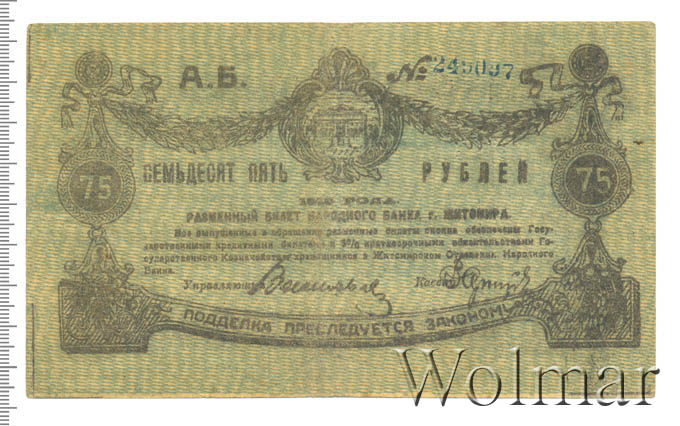 А.Б. № 245037
СЕМЬДЕСЯТ ПЯТЬ РУБЛЕЙ
75 75
1919 ГОДА.
РАЗМЕННЫЙ БИЛЕТ НАРОДНОГО БАНКА г. ЖИТОМИРА.
Все выпущенные в обращение разменные билеты сполна обеспечены Госу-
дарственными кредитными билетами и 5% краткосрочными обязательствами Го-
сударственного Казначейства хранящимися в Житомирском Отделении Народного
Банка.
Управляющий Кассир
ПОДДЕЛКА ПРЕСЛЕДУЕТСЯ ЗАКОНОМ
Wolmar